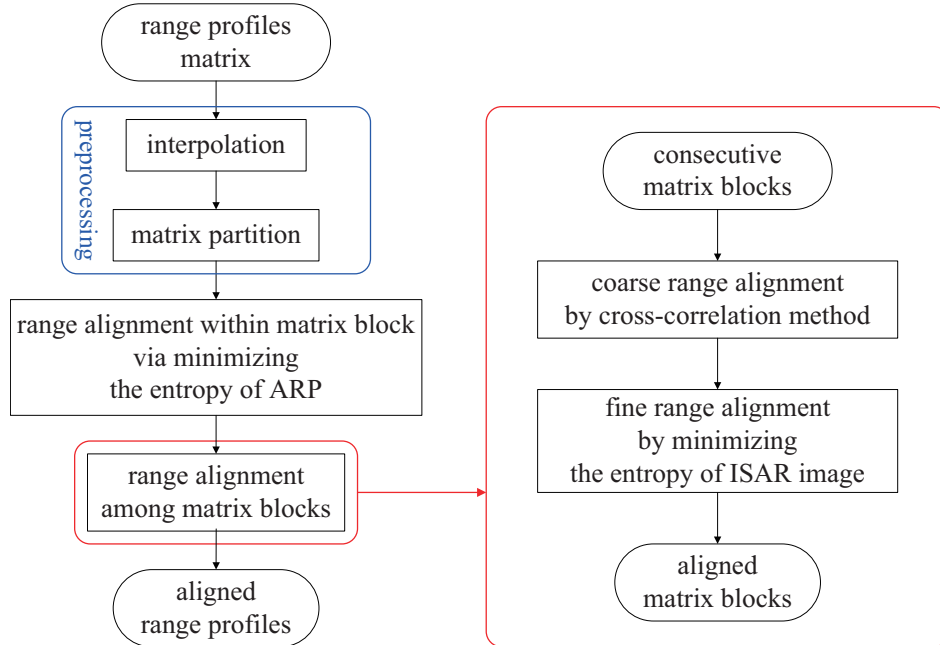 range profiles
matrix
preprocessing
interpolation
matrix partition
range alignment within matrix block
via minimizing
the entropy of ARP
range alignment
among matrix blocks
aligned
range profiles
consecutive
matrix blocks
coarse range alignment
by cross-correlation method
fine range alignment
by minimizing
the entropy of ISAR image
aligned
matrix blocks